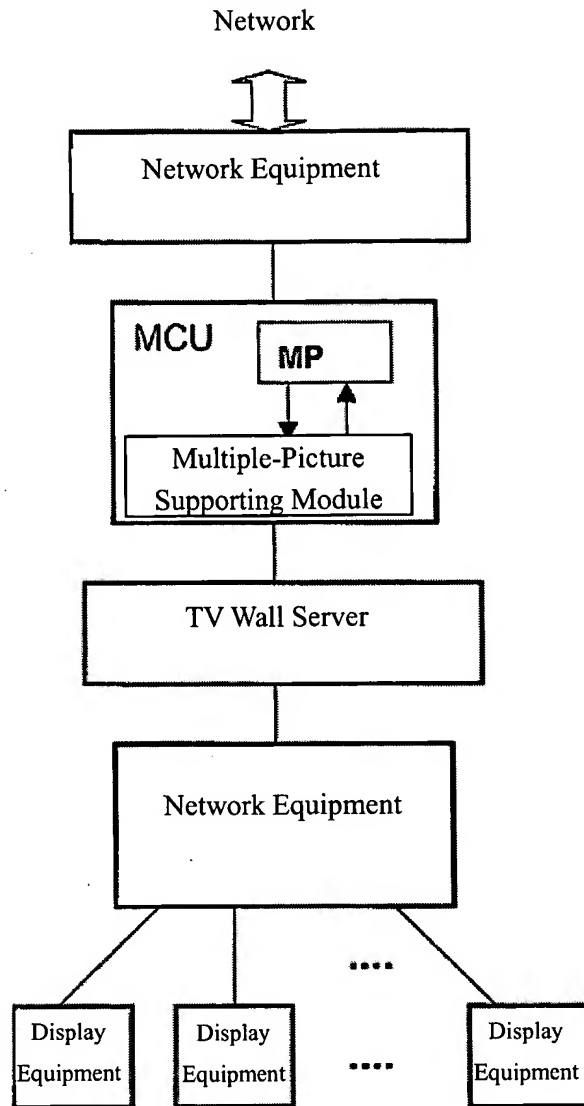 Network
Network Equipment
MCU
MP
Multiple-Picture
Supporting Module
TV Wall Server
Network Equipment
....
Display
Equipment
Display
Equipment
....
Display
Equipment